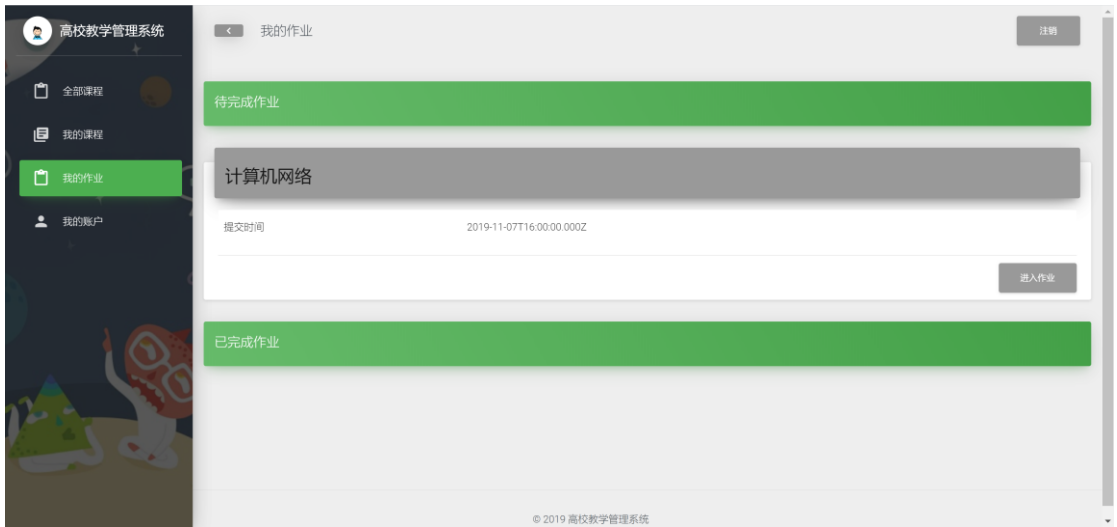 高校教学管理系统
全部课程
我的课程
我的作业
我的账户
我的作业
注销
待完成作业
计算机网络
提交时间 2019-11-07T16:00:00.000Z
进入作业
已完成作业
© 2019 高校教学管理系统